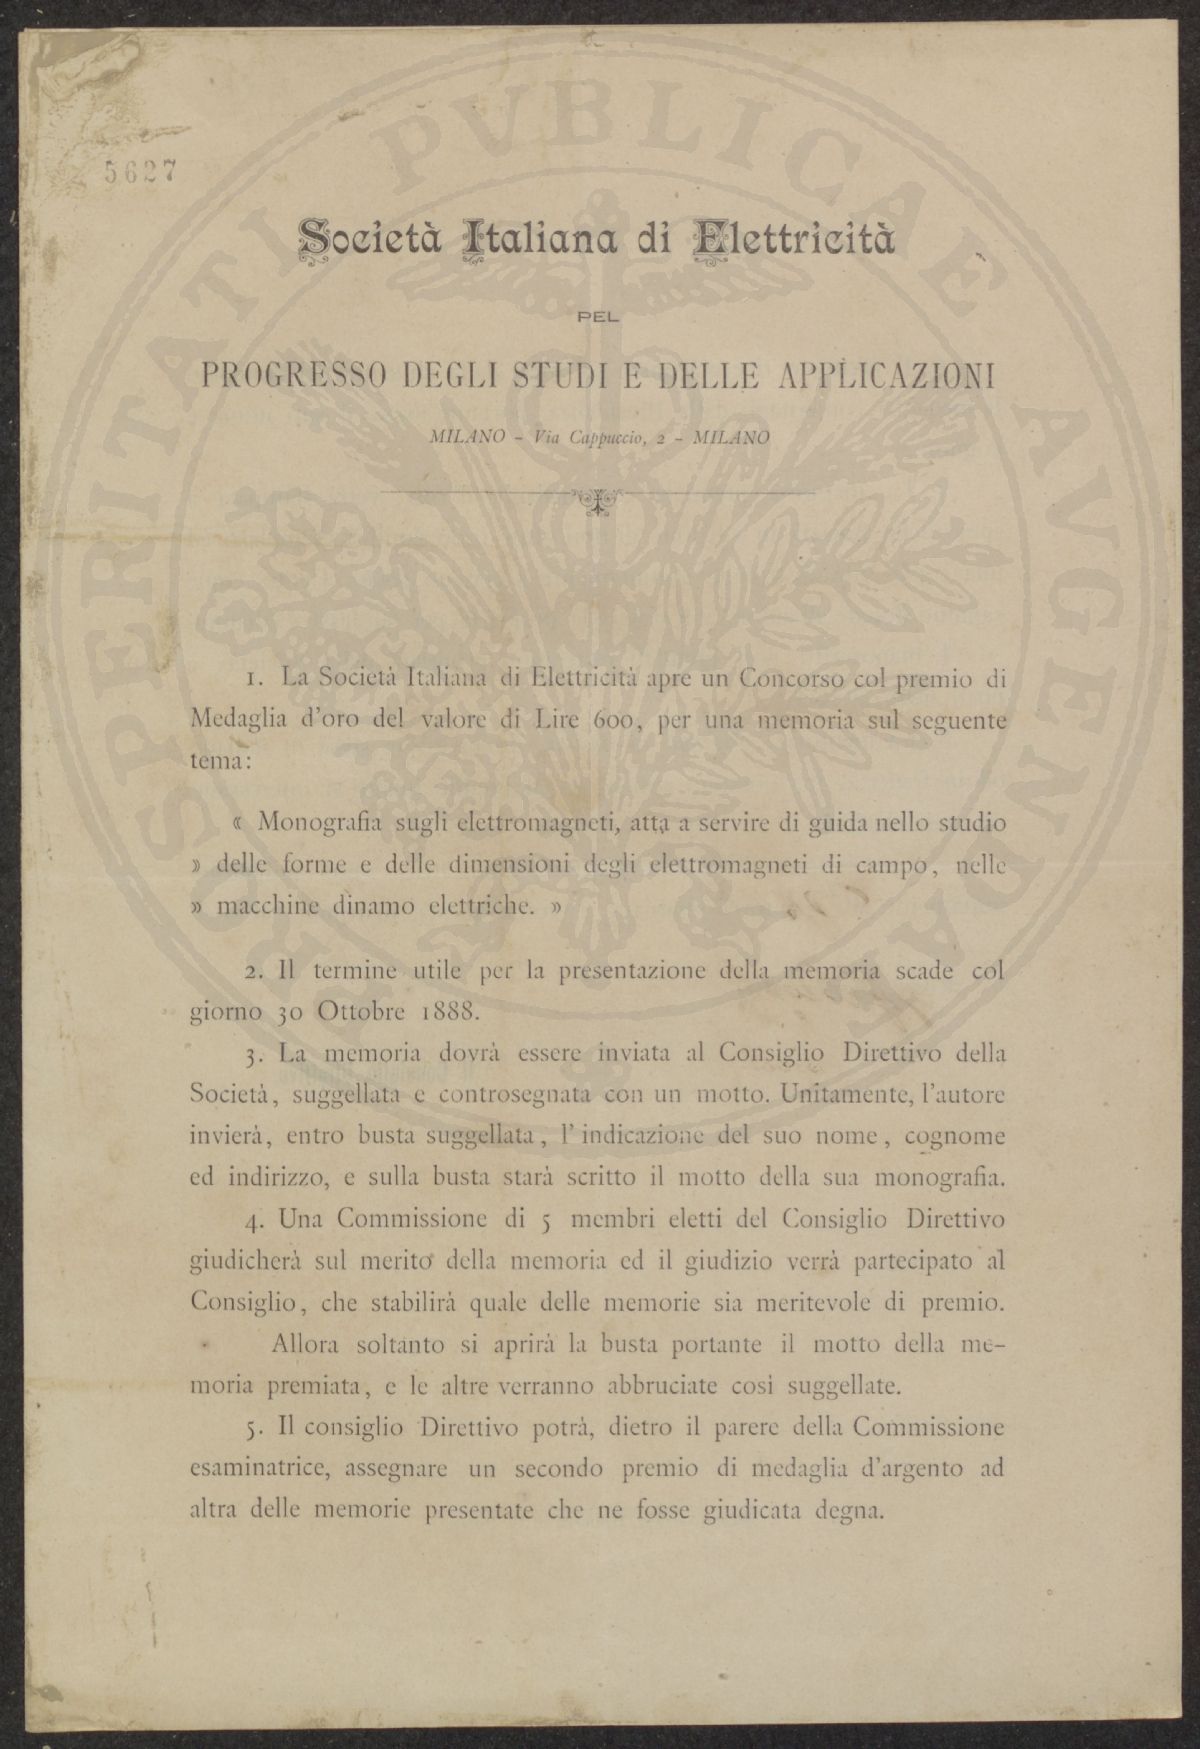 5627
Società Italiana di Elettricità
PEL
PROGRESSO DEGLI STUDI E DELLE APPLICAZIONI
MILANO – Via Cappuccio, 2 – MILANO
1. La Società Italiana di Elettricità apre un Concorso col premio di
Medaglia d'oro del valore di Lire 600, per una memoria sul seguente
tema:
« Monografia sugli elettromagneti, atta a servire di guida nello studio
» delle forme e delle dimensioni degli elettromagneti di campo, nelle
» macchine dinamo elettriche. »
2. Il termine utile per la presentazione della memoria scade col
giorno 30 Ottobre 1888.
3. La memoria dovrà essere inviata al Consiglio Direttivo della
Società, suggellata e controsegnata con un motto. Unitamente, l'autore
invierà, entro busta suggellata, l'indicazione del suo nome, cognome
ed indirizzo, e sulla busta starà scritto il motto della sua monografia.
4. Una Commissione di 5 membri eletti del Consiglio Direttivo
giudicherà sul merito della memoria ed il giudizio verrà partecipato al
Consiglio, che stabilirà quale delle memorie sia meritevole di premio.
Allora soltanto si aprirà la busta portante il motto della me-
moria premiata, e le altre verranno abbruciate così suggellate.
5. Il consiglio Direttivo potrà, dietro il parere della Commissione
esaminatrice, assegnare un secondo premio di medaglia d'argento ad
altra delle memorie presentate che ne fosse giudicata degna.
PROSPERITATI PVBLICAE AVGENDAE